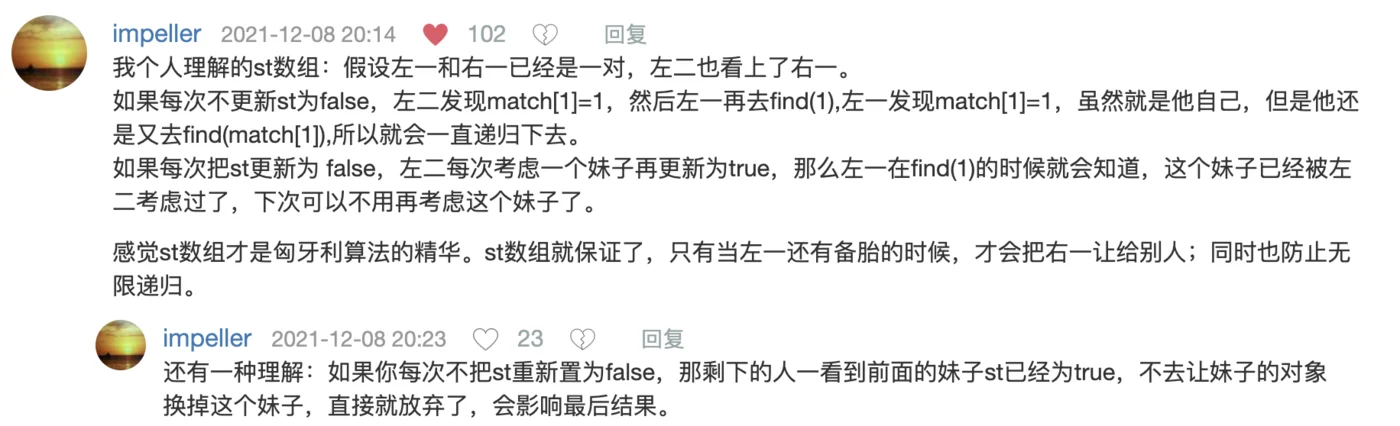 impeller 2021-12-08 20:14 102 回复
我个人理解的st数组：假设左一和右一已经是一对，左二也看上了右一。
如果每次不更新st为false，左二发现match[1]=1，然后左一再去find(1),左一发现match[1]=1，虽然就是他自己，但是他还
是又去find(match[1]),所以就会一直递归下去。
如果每次把st更新为 false，左二每次考虑一个妹子再更新为true，那么左一在find(1)的时候就会知道，这个妹子已经被左
二考虑过了，下次可以不用再考虑这个妹子了。
感觉st数组才是匈牙利算法的精华。st数组就保证了，只有当左一还有备胎的时候，才会把右一让给别人；同时也防止无
限递归。
impeller 2021-12-08 20:23 23 回复
还有一种理解：如果你每次不把st重新置为false，那剩下的人一看到前面的妹子st已经为true，不去让妹子的对象
换掉这个妹子，直接就放弃了，会影响最后结果。